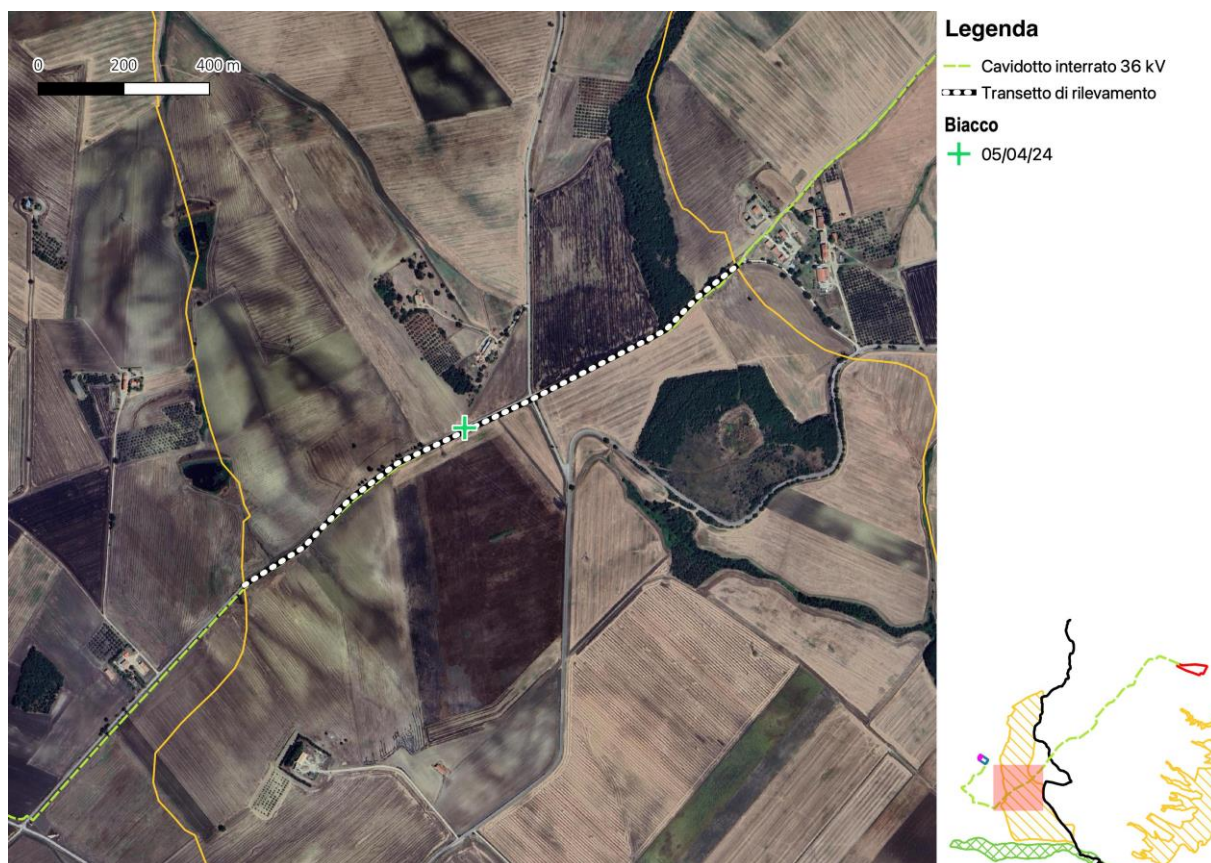 0 200 400 m
Legenda
Cavidotto interrato 36 kV
Transetto di rilevamento
Biacco
05/04/24